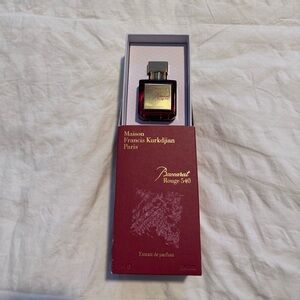 Maison
Francis Kurkdjian
Paris
Baccarat
Rouge 540
Extrait de parfum